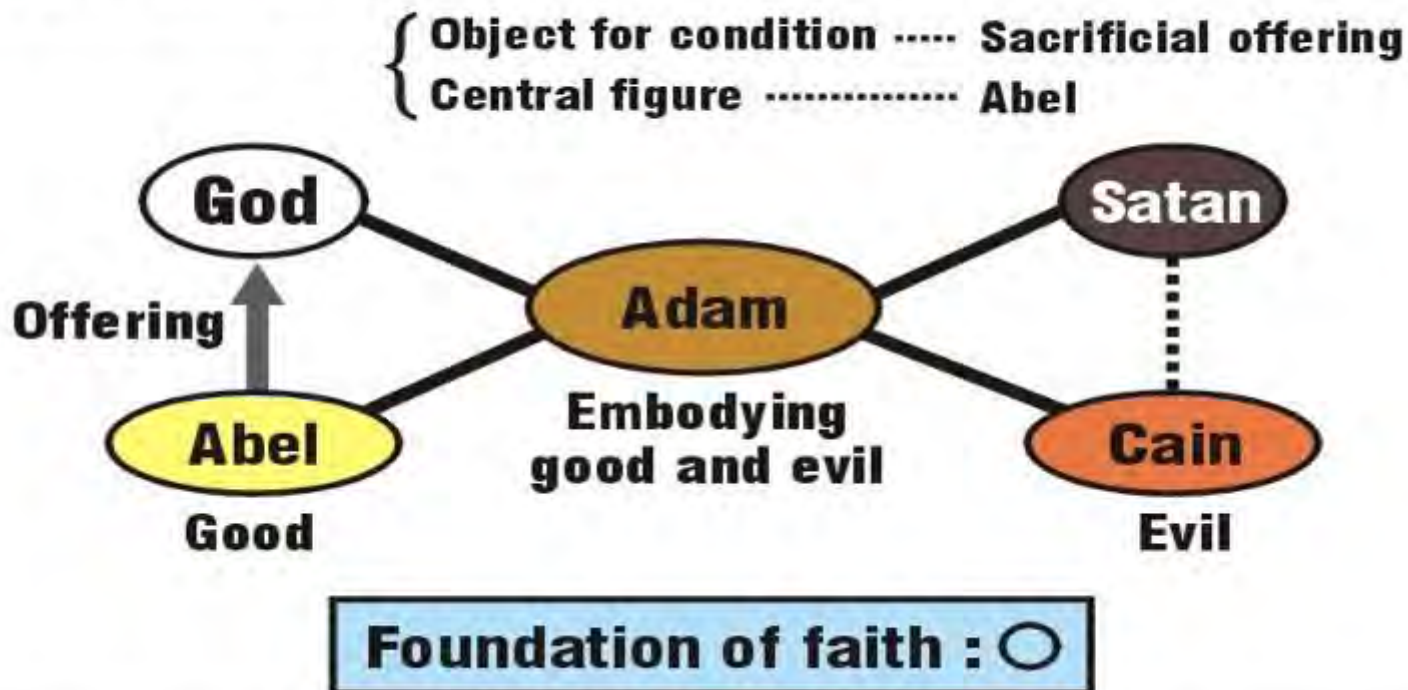 Object for condition ····· Sacrificial offering
Central figure ··············· Abel
God
Satan
Adam
Offering
Embodying
good and evil
Abel
Cain
Good
Evil
Foundation of faith : ○